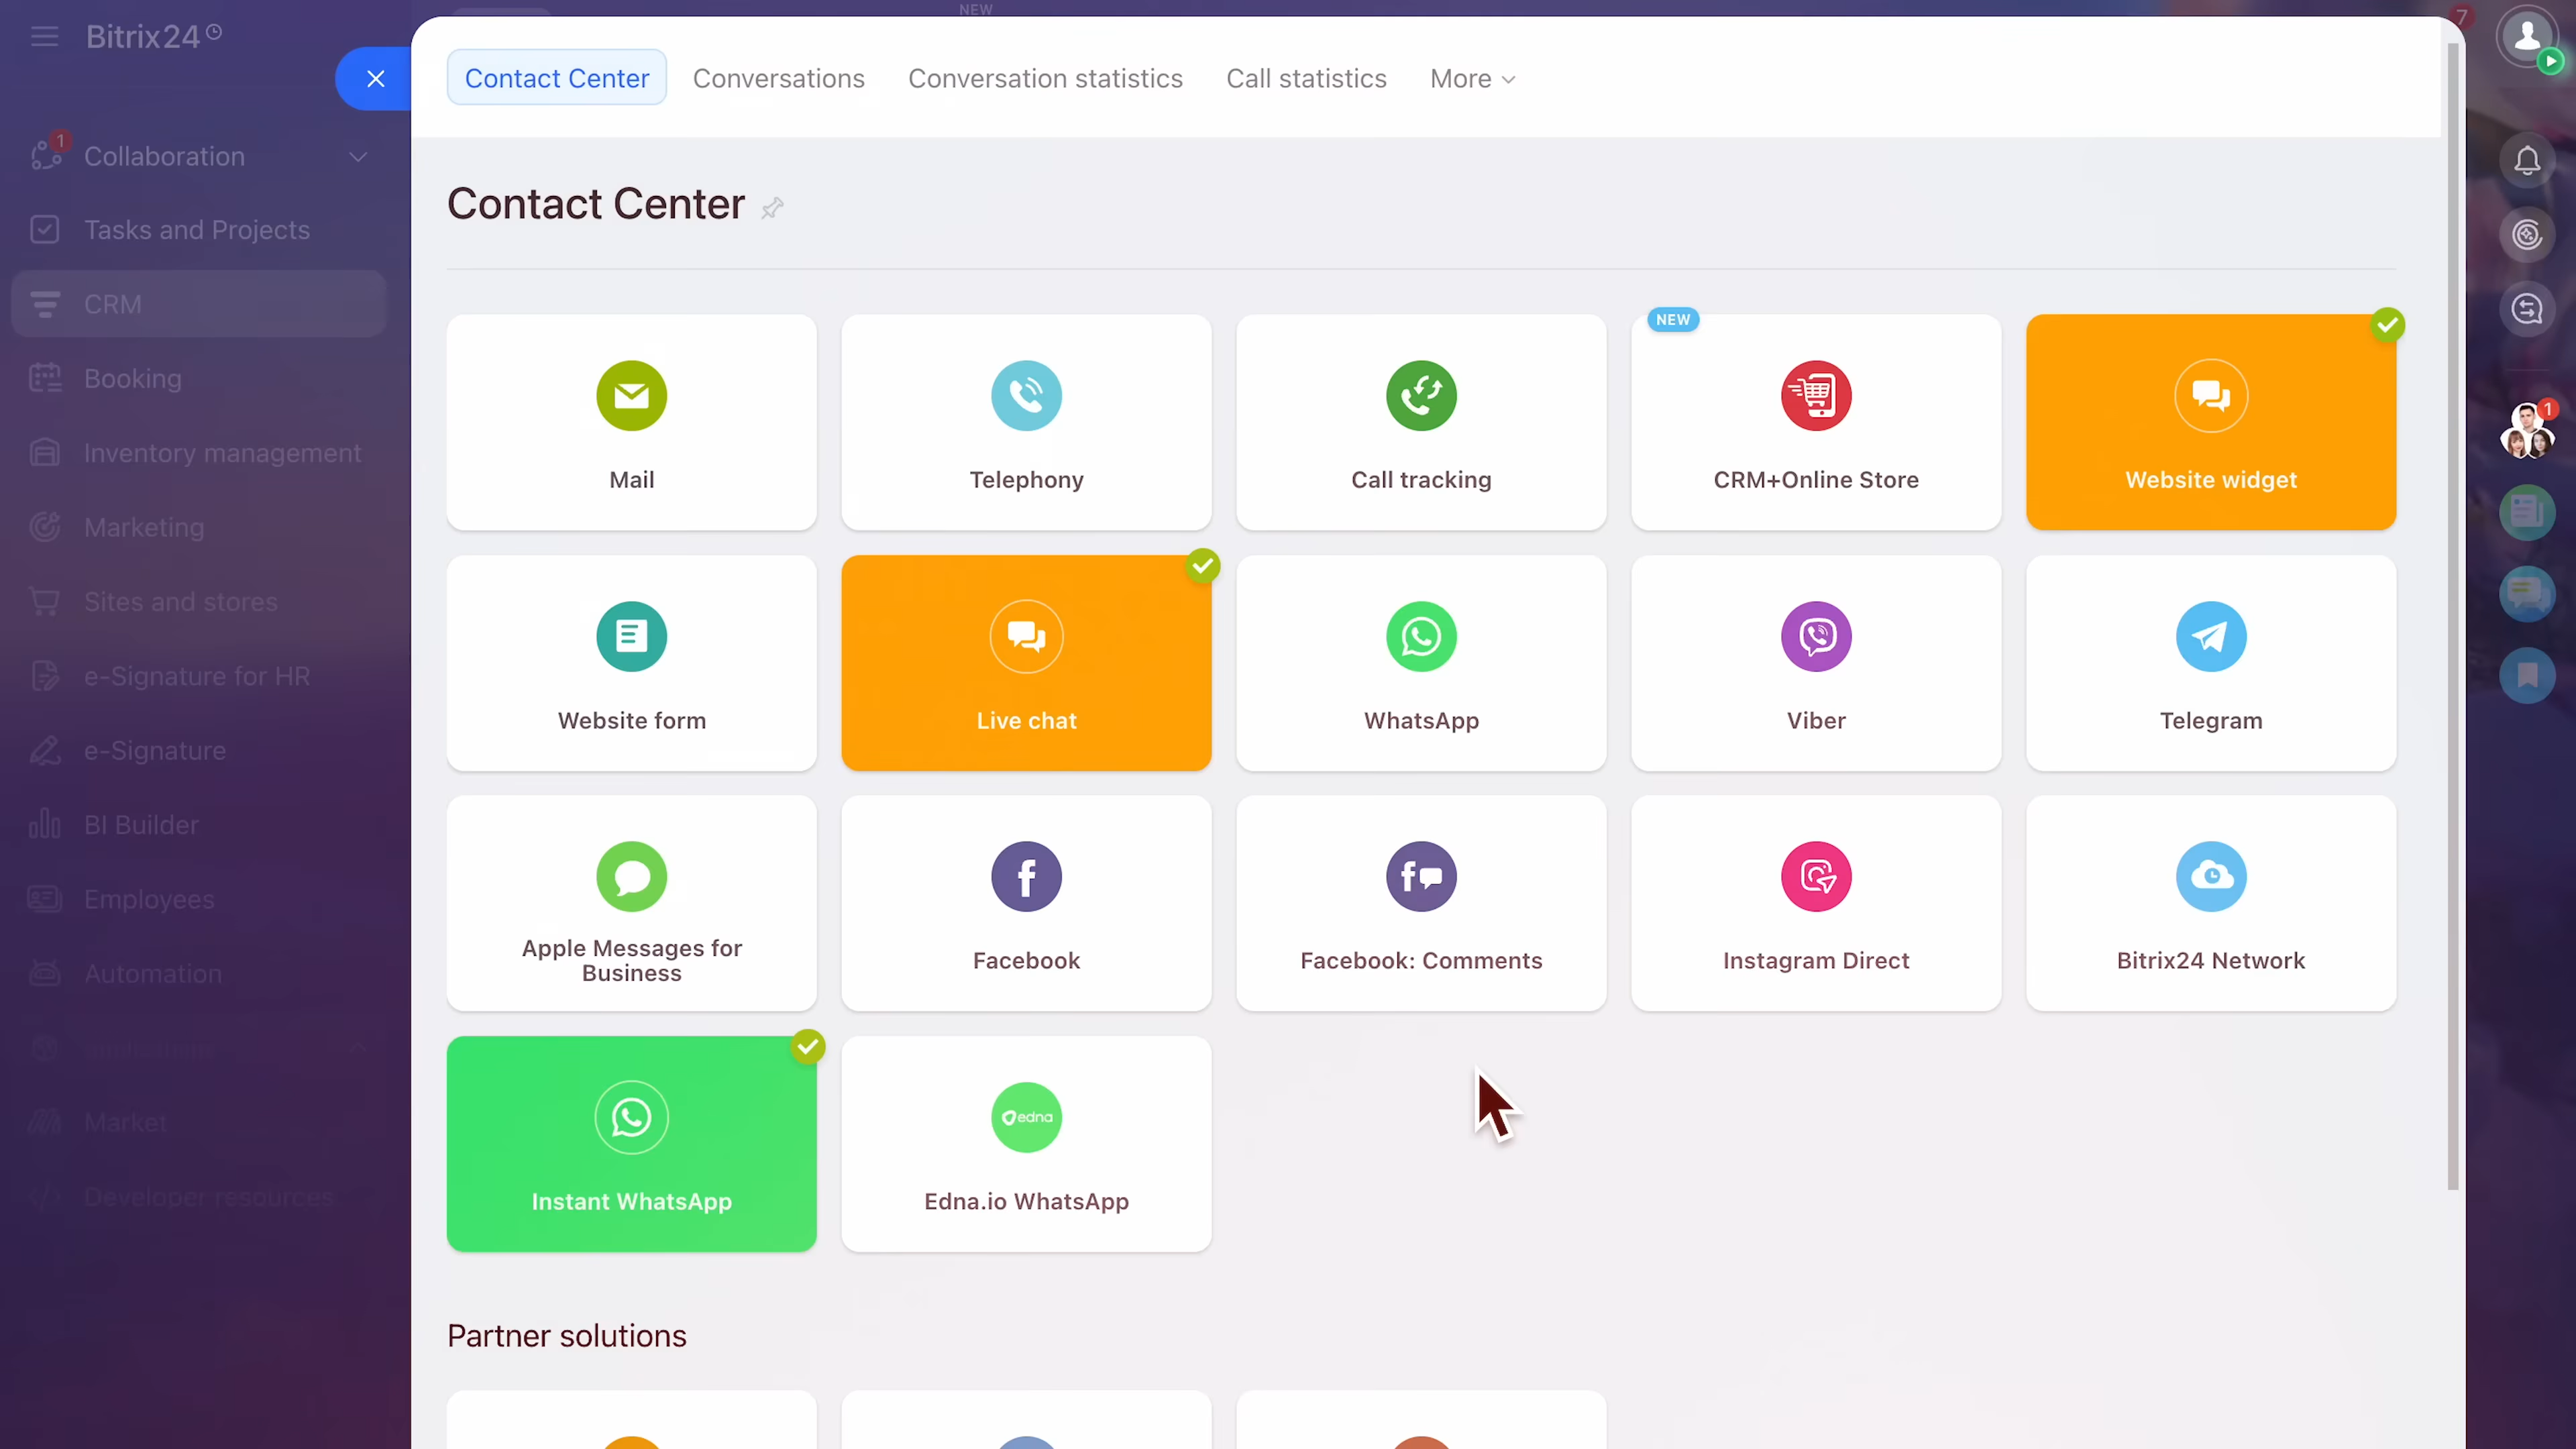 NEW
Bitrix24
7
Contact Center
Conversations
Conversation statistics
Call statistics
More
1
Collaboration
Tasks and Projects
CRM
Booking
Inventory management
Marketing
Sites and stores
e-Signature for HR
e-Signature
BI Builder
Employees
Automation
Market
Developer resources
Contact Center
Mail
Telephony
Call tracking
NEW
CRM+Online Store
Website widget
Website form
Live chat
WhatsApp
Viber
Telegram
Apple Messages for
Business
Facebook
Facebook: Comments
Instagram Direct
Bitrix24 Network
Instant WhatsApp
edna
Edna.io WhatsApp
Partner solutions
1